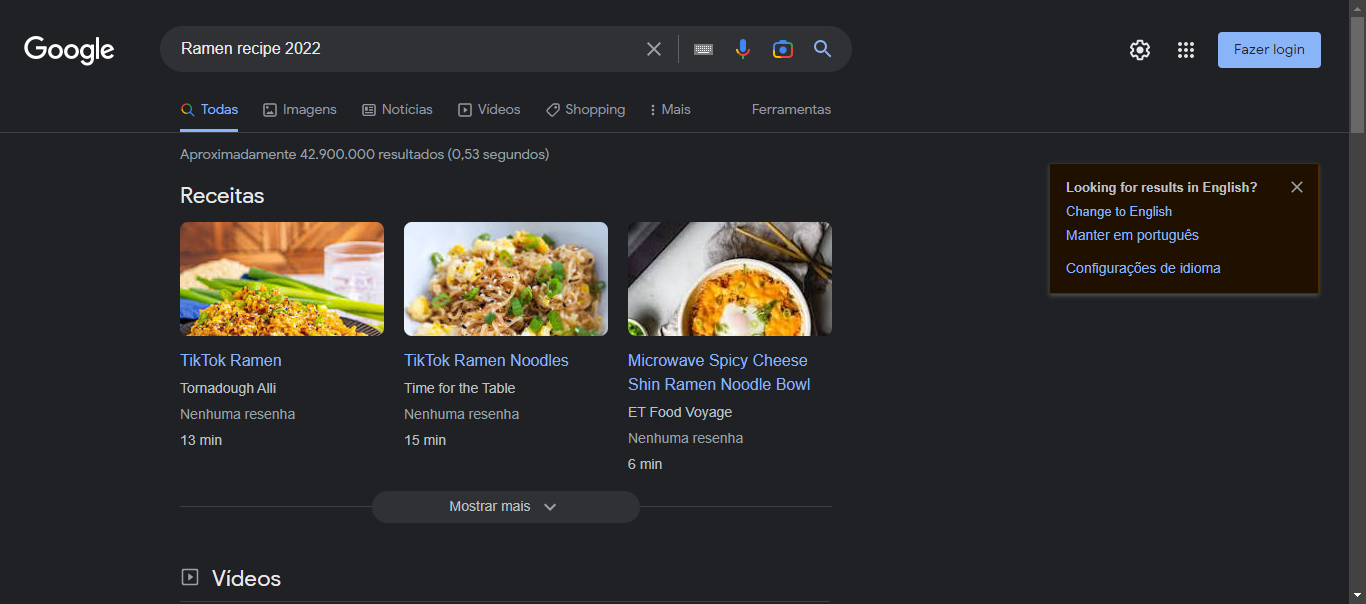 Google
Ramen recipe 2022
Fazer login
Todas
Imagens
Notícias
Vídeos
Shopping
Mais
Ferramentas
Aproximadamente 42.900.000 resultados (0,53 segundos)
Looking for results in English?
Change to English
Manter em português
Configurações de idioma
Receitas
TikTok Ramen
Tornadough Alli
Nenhuma resenha
13 min
TikTok Ramen Noodles
Time for the Table
Nenhuma resenha
15 min
Microwave Spicy Cheese
Shin Ramen Noodle Bowl
ET Food Voyage
Nenhuma resenha
6 min
Mostrar mais
Vídeos